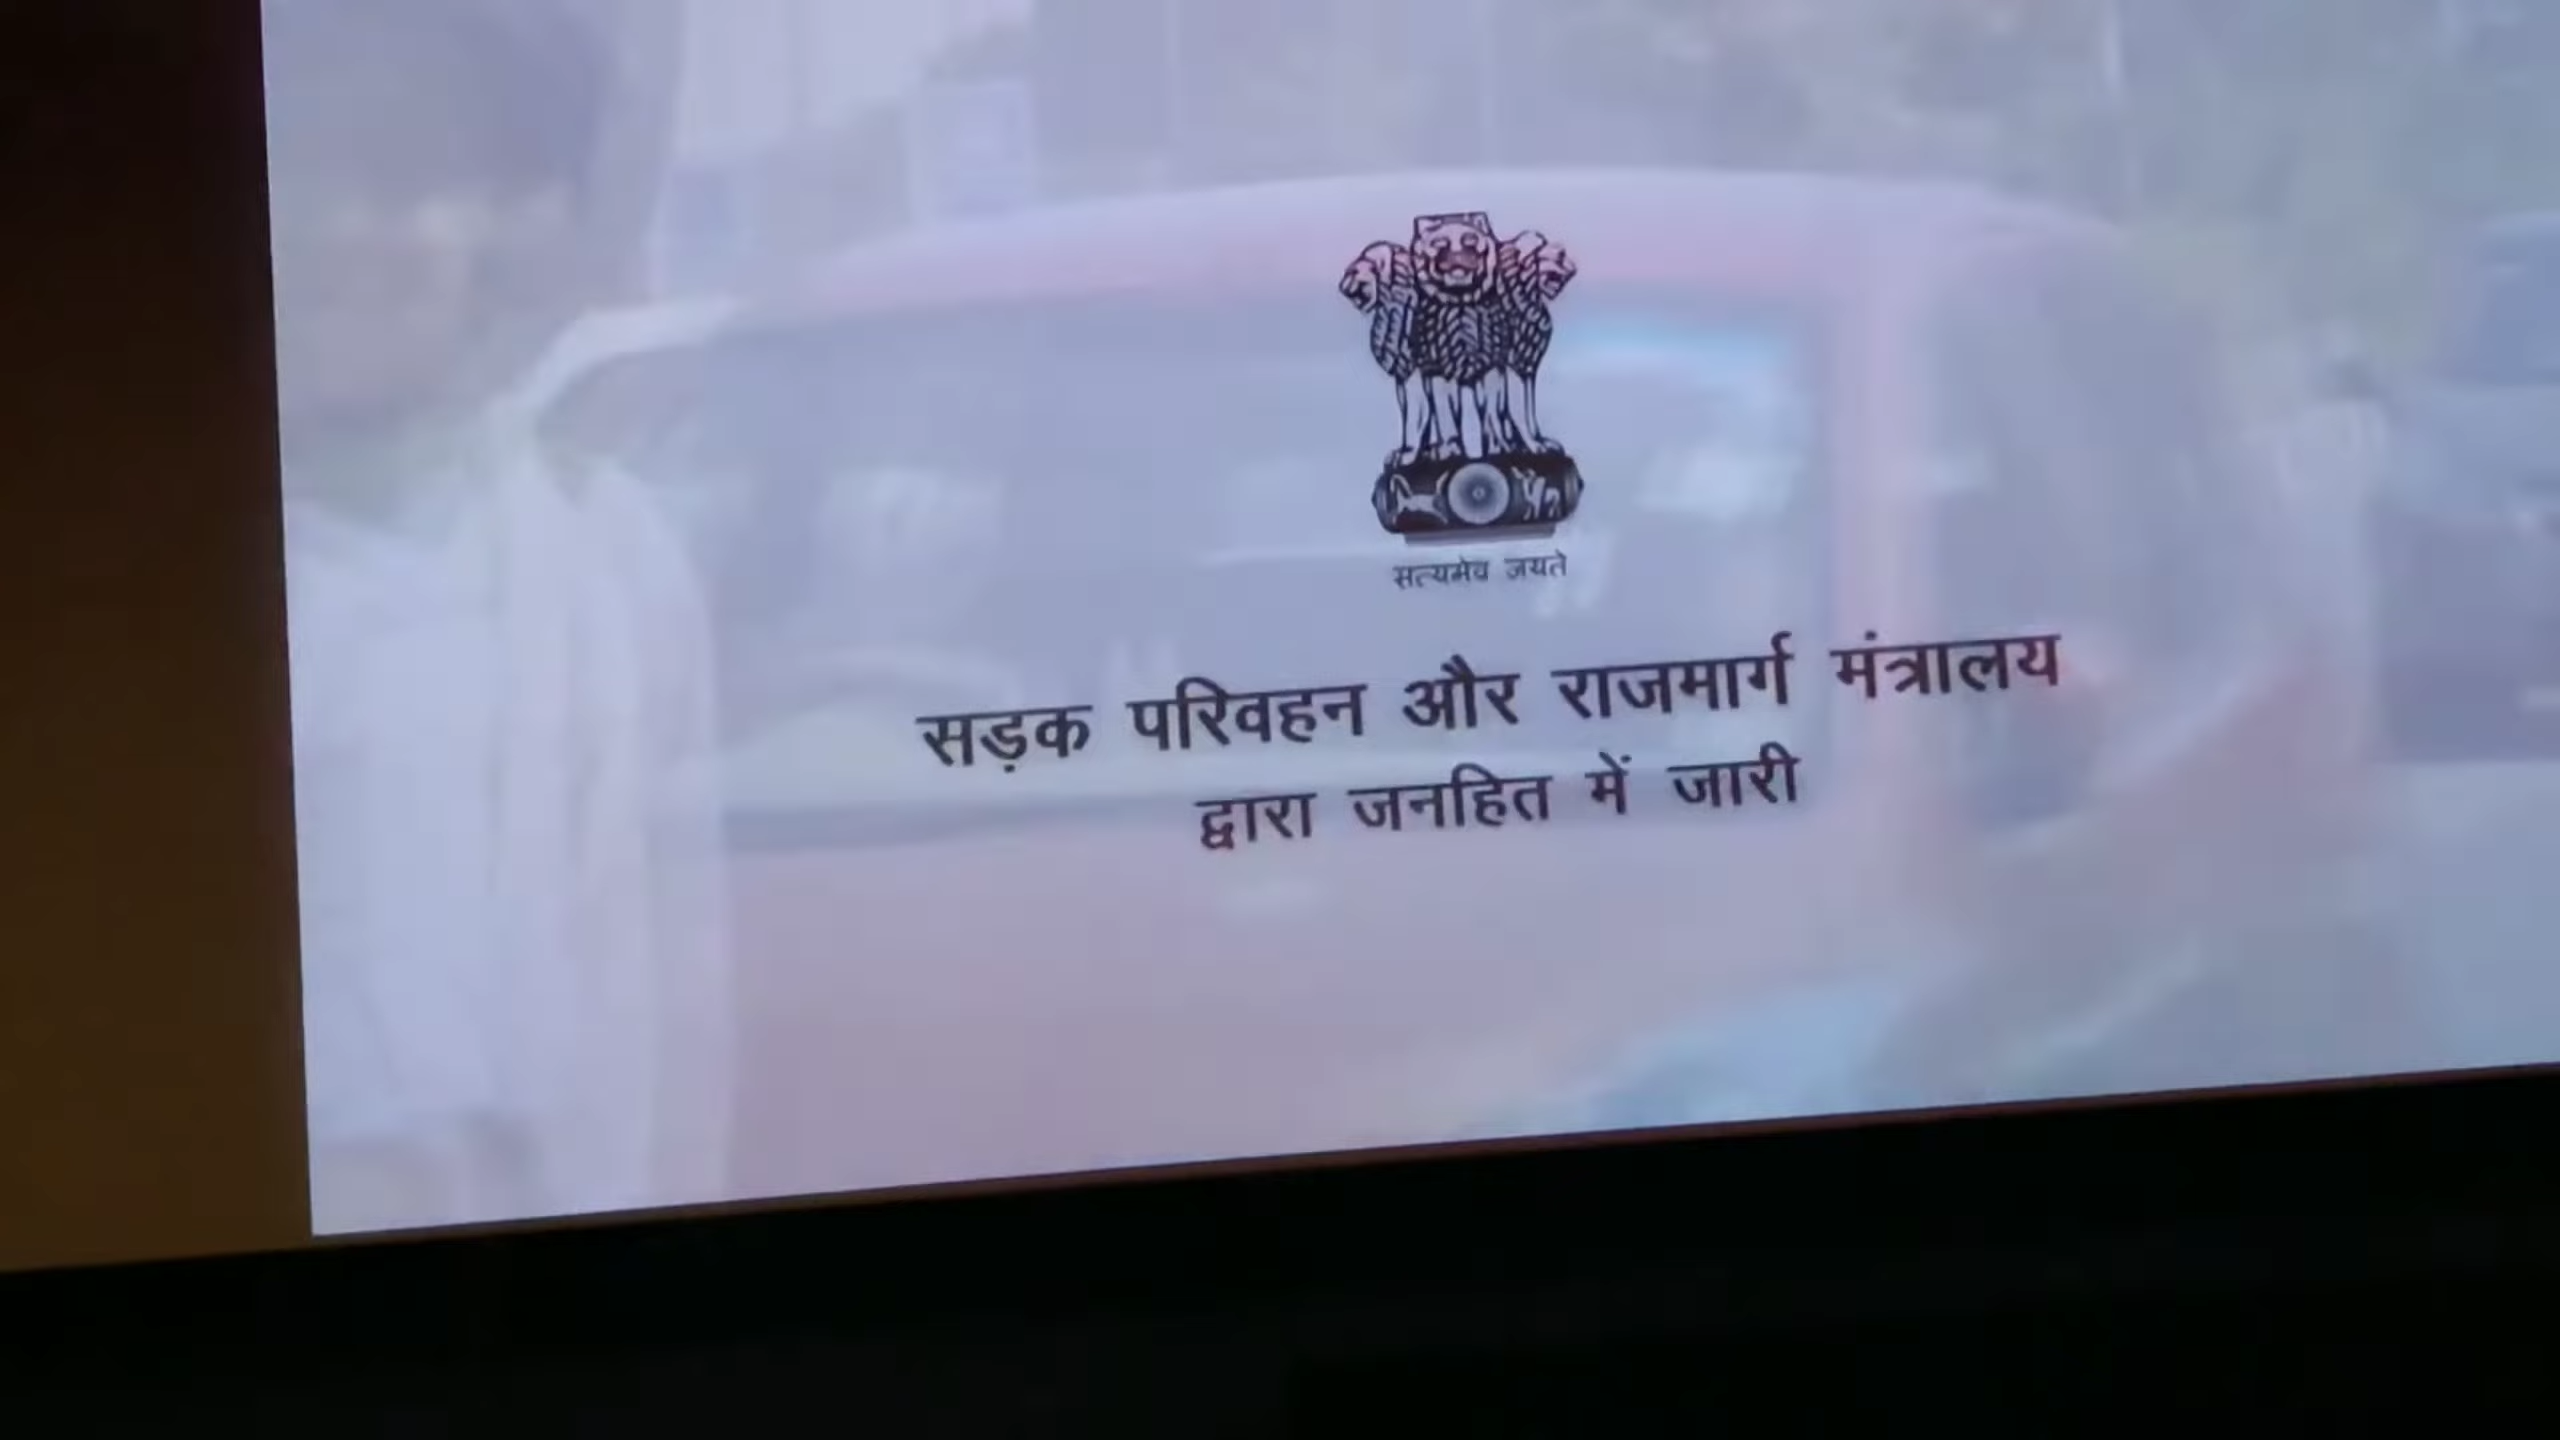 सत्यमेव जयते
सड़क परिवहन और राजमार्ग मंत्रालय
द्वारा जनहित में जारी